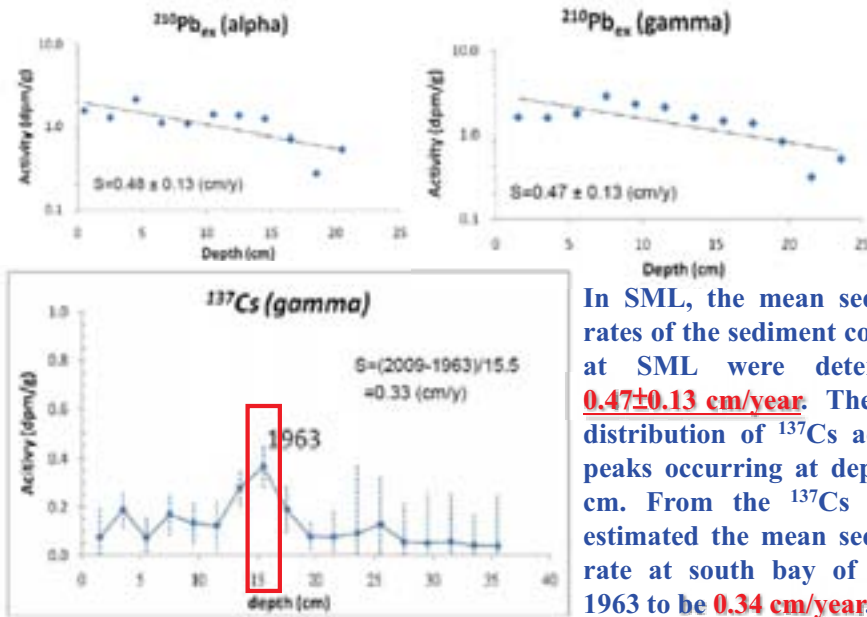 ²¹⁰Pbₑₓ (alpha)
10.0
1.0
0.1
Activity (dpm/g)
S=0.48 ± 0.13 (cm/y)
0 5 10 15 20 25
Depth (cm)
²¹⁰Pbₑₓ (gamma)
10.0
1.0
0.1
Activity (dpm/g)
S=0.47 ± 0.13 (cm/y)
0 5 10 15 20 25
Depth (cm)
¹³⁷Cs (gamma)
1.0
0.8
0.6
0.4
0.2
0.0
Acitivy (dpm/g)
S=(2009-1963)/15.5
=0.33 (cm/y)
1963
0 5 10 15 20 25 30 35 40
depth (cm)
In SML, the mean sed
rates of the sediment co
at SML were deter
0.47±0.13 cm/year. The
distribution of ¹³⁷Cs a
peaks occurring at dep
cm. From the ¹³⁷Cs
estimated the mean sed
rate at south bay of
1963 to be 0.34 cm/year.